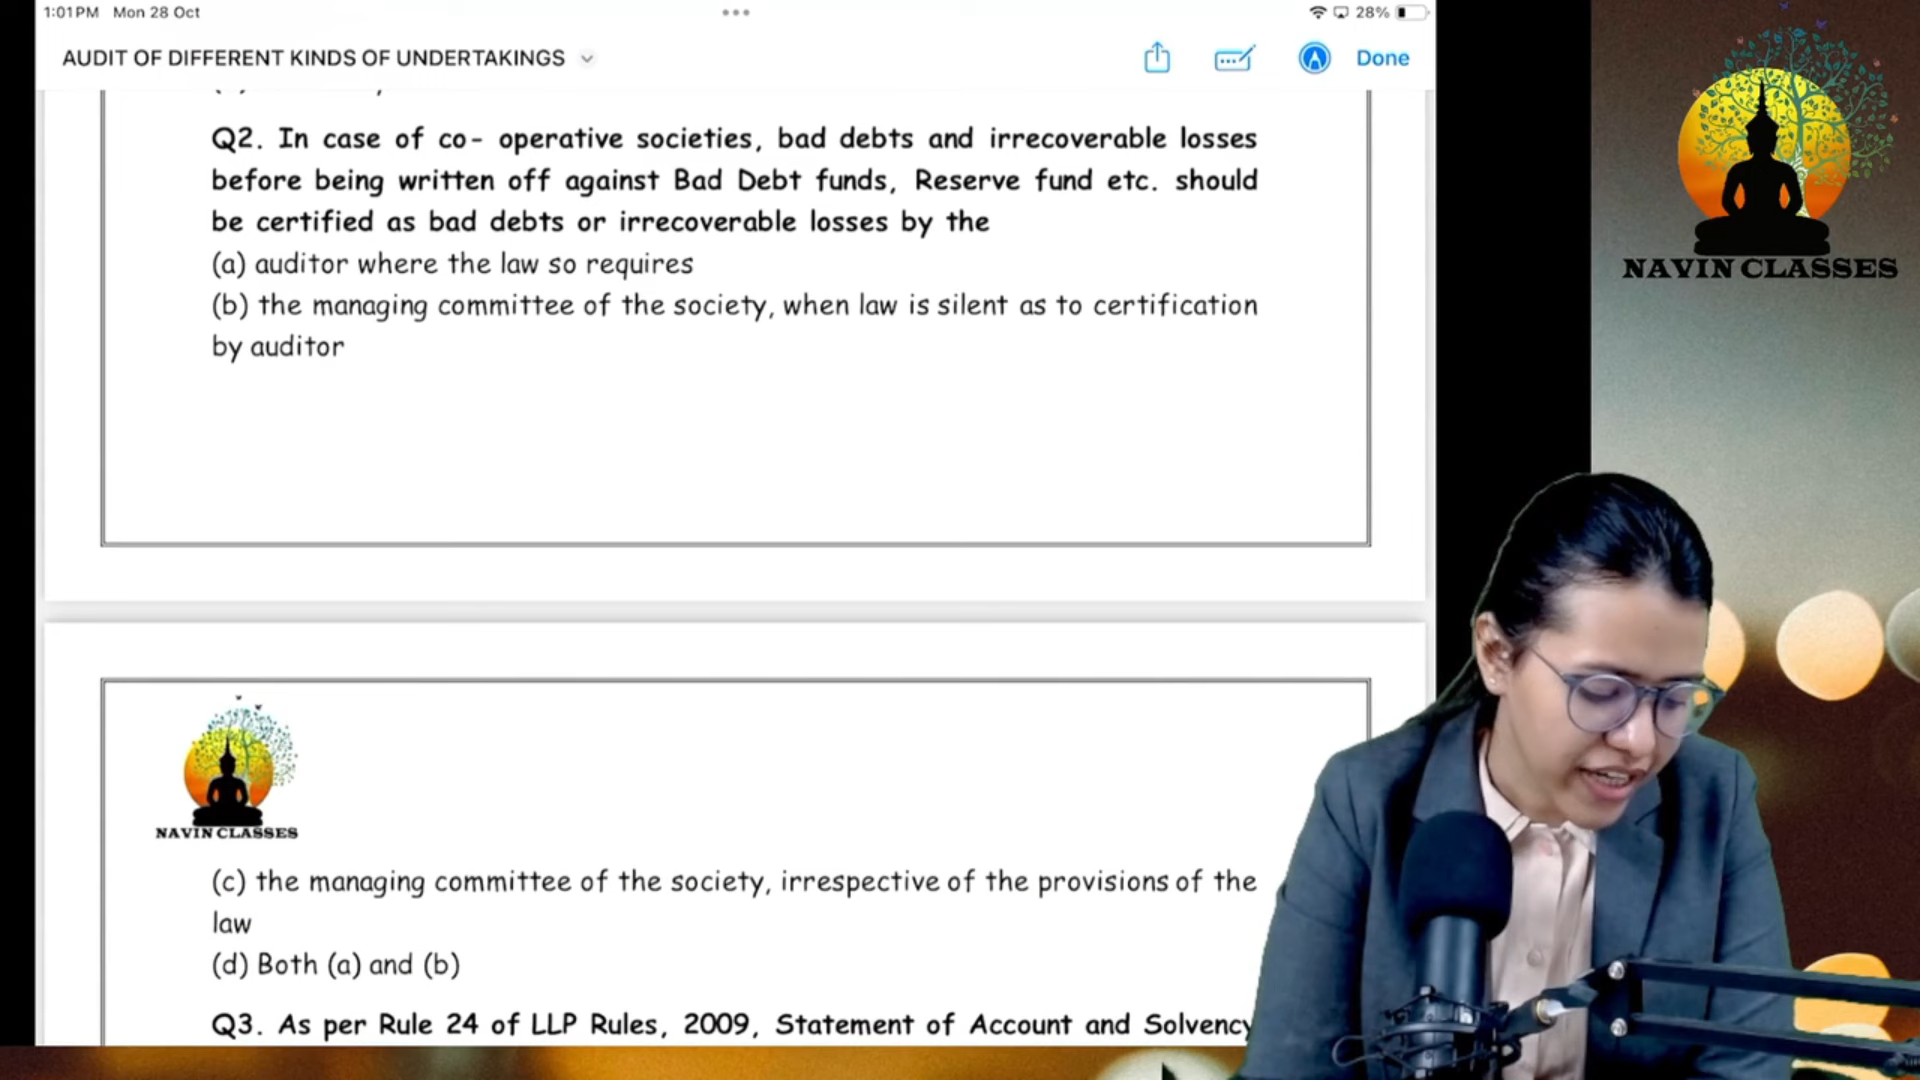 1:01 PM Mon 28 Oct
28%
AUDIT OF DIFFERENT KINDS OF UNDERTAKINGS
Done
NAVIN CLASSES
Q2. In case of co- operative societies, bad debts and irrecoverable losses
before being written off against Bad Debt funds, Reserve fund etc. should
be certified as bad debts or irrecoverable losses by the
(a) auditor where the law so requires
(b) the managing committee of the society, when law is silent as to certification
by auditor
NAVIN CLASSES
(c) the managing committee of the society, irrespective of the provisions of the
law
(d) Both (a) and (b)
Q3. As per Rule 24 of LLP Rules, 2009, Statement of Account and Solvency